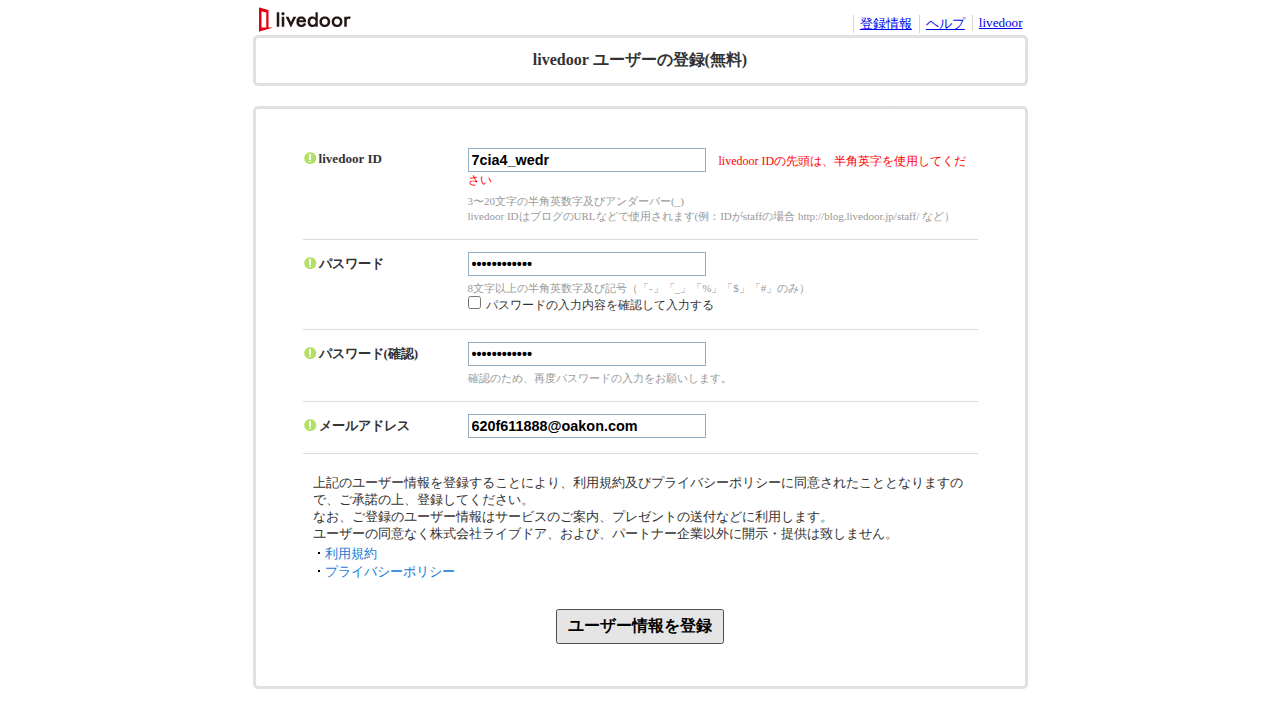 livedoor
登録情報
ヘルプ
livedoor
livedoor ユーザーの登録(無料)
livedoor ID
7cia4_wedr
livedoor IDの先頭は、半角英字を使用してくだ
さい
3〜20文字の半角英数字及びアンダーバー(_)
livedoor IDはブログのURLなどで使用されます(例：IDがstaffの場合 http://blog.livedoor.jp/staff/ など）
パスワード
••••••••••••
8文字以上の半角英数字及び記号（「-」「_」「%」「$」「#」のみ）
パスワードの入力内容を確認して入力する
パスワード(確認)
••••••••••••
確認のため、再度パスワードの入力をお願いします。
メールアドレス
620f611888@oakon.com
上記のユーザー情報を登録することにより、利用規約及びプライバシーポリシーに同意されたこととなりますの
で、ご承諾の上、登録してください。
なお、ご登録のユーザー情報はサービスのご案内、プレゼントの送付などに利用します。
ユーザーの同意なく株式会社ライブドア、および、パートナー企業以外に開示・提供は致しません。
・利用規約
・プライバシーポリシー
ユーザー情報を登録